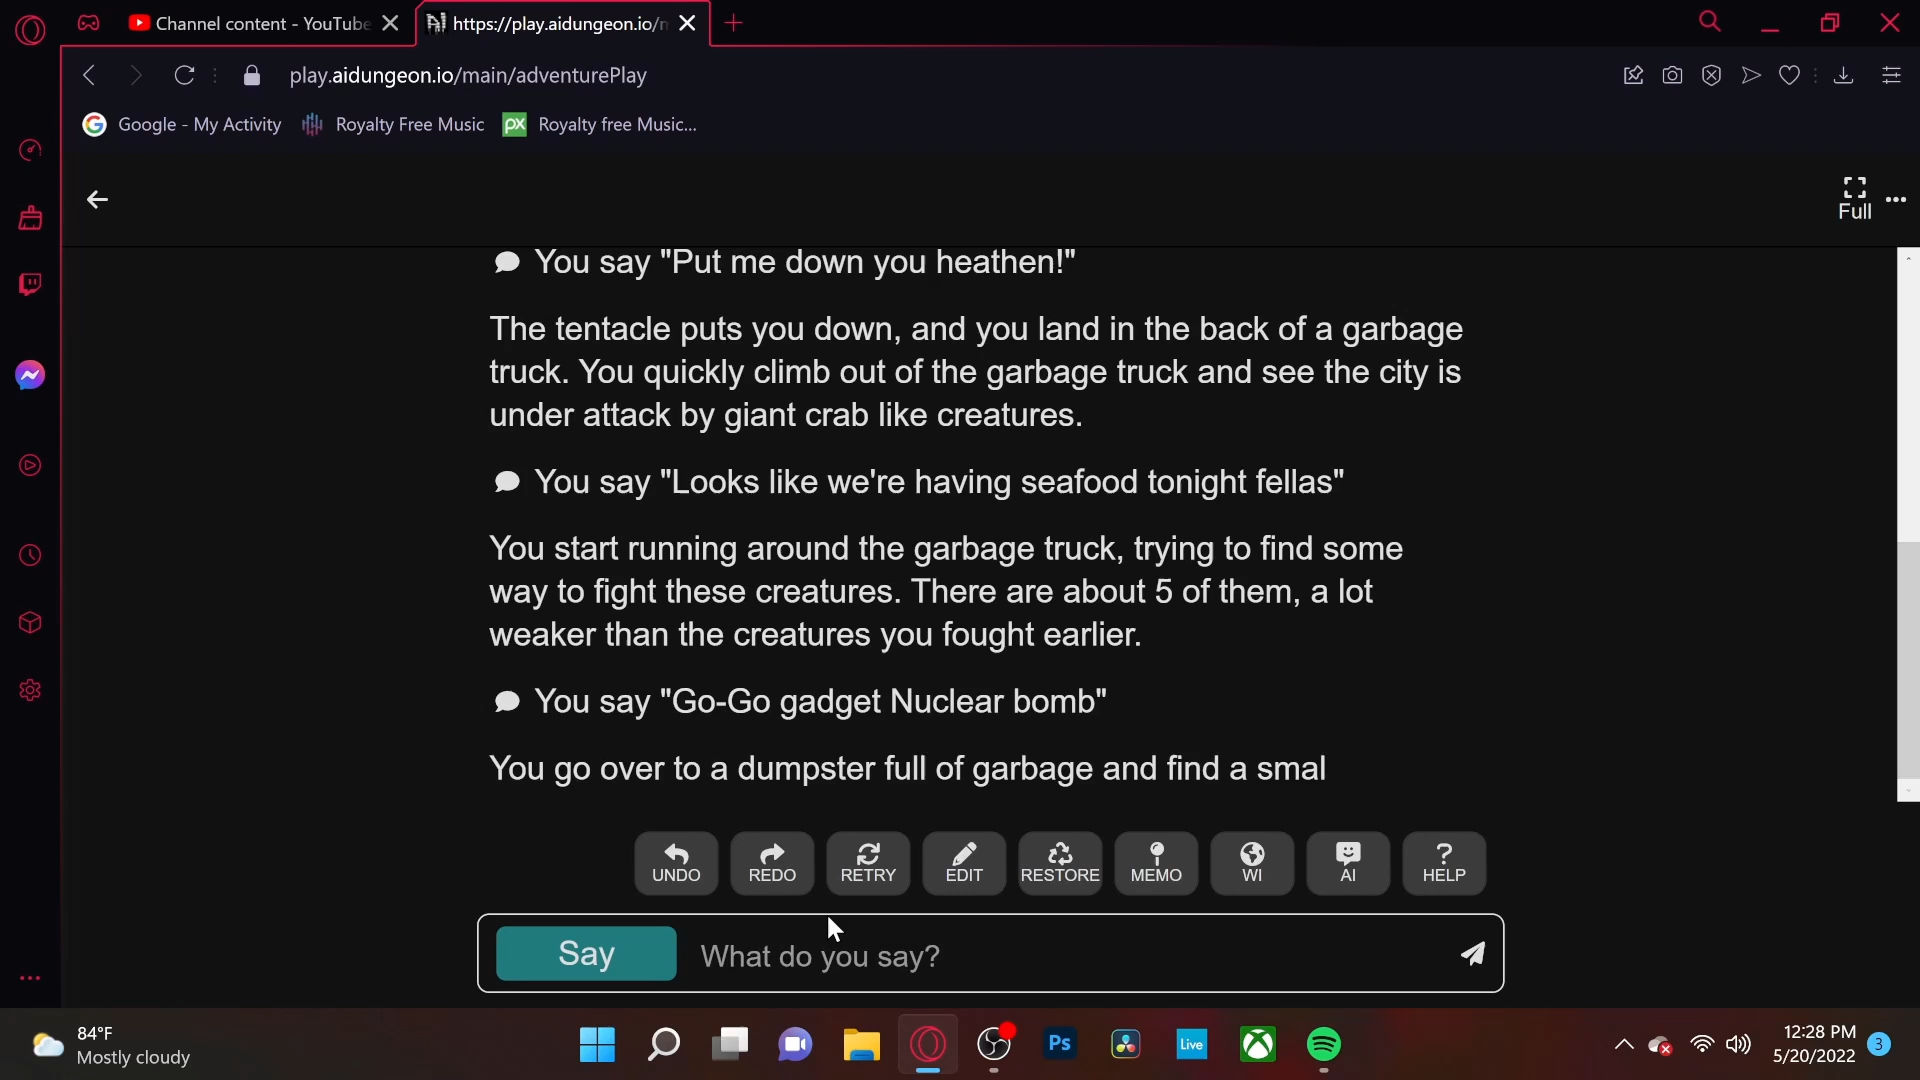 Channel content - YouTube
https://play.aidungeon.io/
play.aidungeon.io/main/adventurePlay
Google - My Activity
Royalty Free Music
px
Royalty free Music...
Full
You say "Put me down you heathen!"
The tentacle puts you down, and you land in the back of a garbage
truck. You quickly climb out of the garbage truck and see the city is
under attack by giant crab like creatures.
You say "Looks like we're having seafood tonight fellas"
You start running around the garbage truck, trying to find some
way to fight these creatures. There are about 5 of them, a lot
weaker than the creatures you fought earlier.
You say "Go-Go gadget Nuclear bomb"
You go over to a dumpster full of garbage and find a smal
UNDO
REDO
RETRY
EDIT
RESTORE
MEMO
WI
AI
? HELP
Say
What do you say?
84°F
Mostly cloudy
Ps
Live
12:28 PM
5/20/2022
3